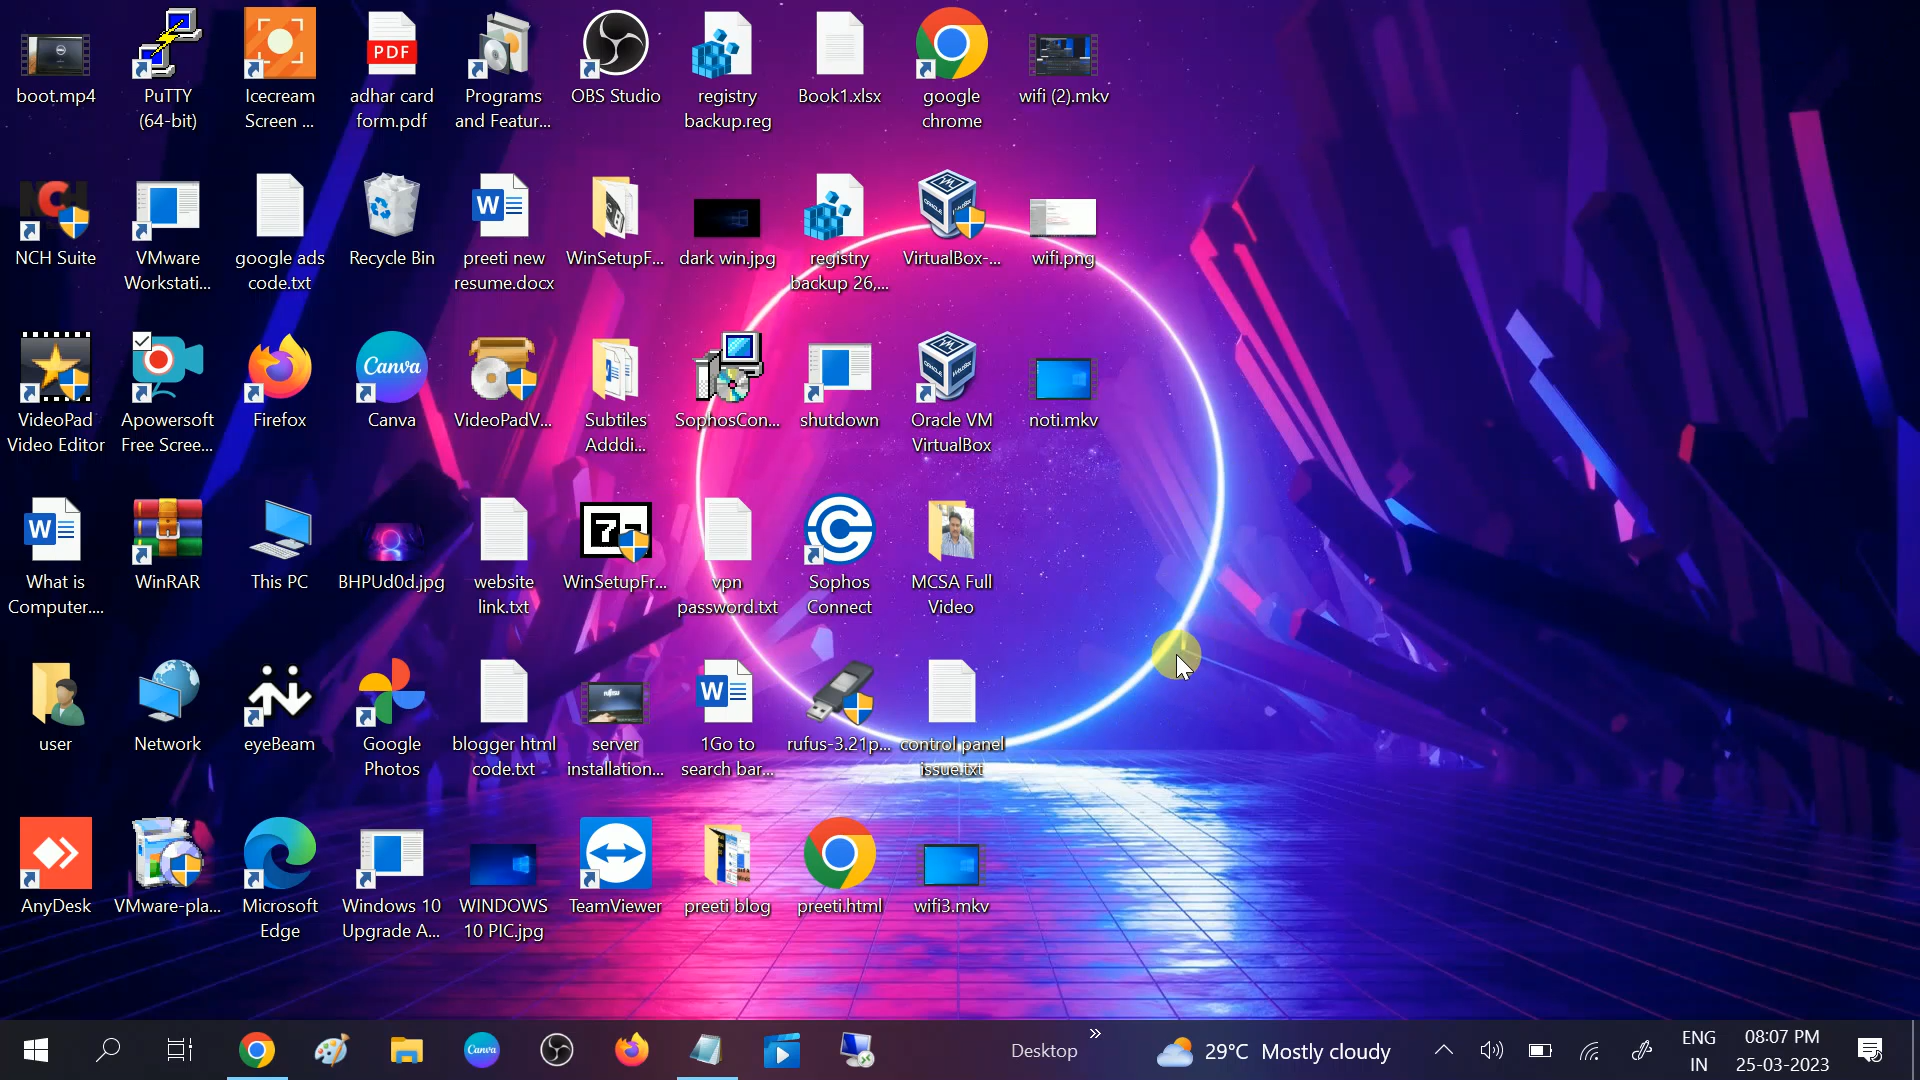 boot.mp4
PuTTY
(64-bit)
Icecream
Screen ...
PDF
adhar card
form.pdf
Programs
and Featur...
OBS Studio
registry
backup.reg
Book1.xlsx
google
chrome
wifi (2).mkv
NCH Suite
VMware
Workstati...
google ads
code.txt
Recycle Bin
W
preeti new
resume.docx
WinSetupF...
dark win.jpg
registry
backup 26,...
VirtualBox-...
wifi.png
VideoPad
Video Editor
Apowersoft
Free Scree...
Firefox
Canva
Canva
VideoPadV...
Subtiles
Adddi...
SophosCon...
shutdown
Oracle VM
VirtualBox
noti.mkv
W
What is
Computer....
WinRAR
This PC
BHPUd0d.jpg
website
link.txt
WinSetupFr...
vpn
password.txt
Sophos
Connect
MCSA Full
Video
user
Network
eyeBeam
Google
Photos
blogger html
code.txt
FUJITSU
server
installation...
W
1Go to
search bar...
rufus-3.21p...
control panel
issue.txt
AnyDesk
VMware-pla...
Microsoft
Edge
Windows 10
Upgrade A...
WINDOWS
10 PIC.jpg
TeamViewer
preeti blog
preeti.html
wifi3.mkv
Canva
Desktop
29°C Mostly cloudy
ENG
IN
08:07 PM
25-03-2023